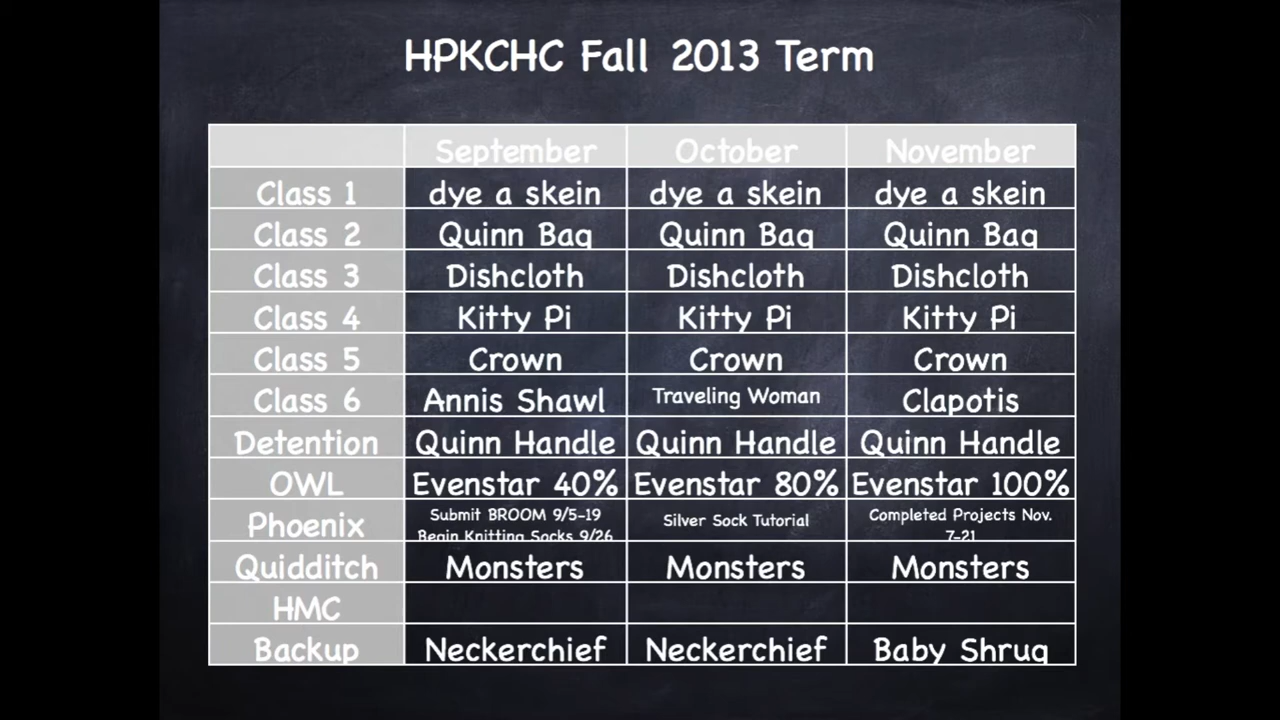 HPKCHC Fall 2013 Term
September October November
Class 1 dye a skein dye a skein dye a skein
Class 2 Quinn Bag Quinn Bag Quinn Bag
Class 3 Dishcloth Dishcloth Dishcloth
Class 4 Kitty Pi Kitty Pi Kitty Pi
Class 5 Crown Crown Crown
Class 6 Annis Shawl Traveling Woman Clapotis
Detention Quinn Handle Quinn Handle Quinn Handle
OWL Evenstar 40% Evenstar 80% Evenstar 100%
Phoenix Submit BROOM 9/5-19 Silver Sock Tutorial Completed Projects Nov.
Begin Knitting Socks 9/26 7-21
Quidditch Monsters Monsters Monsters
HMC
Backup Neckerchief Neckerchief Baby Shrug